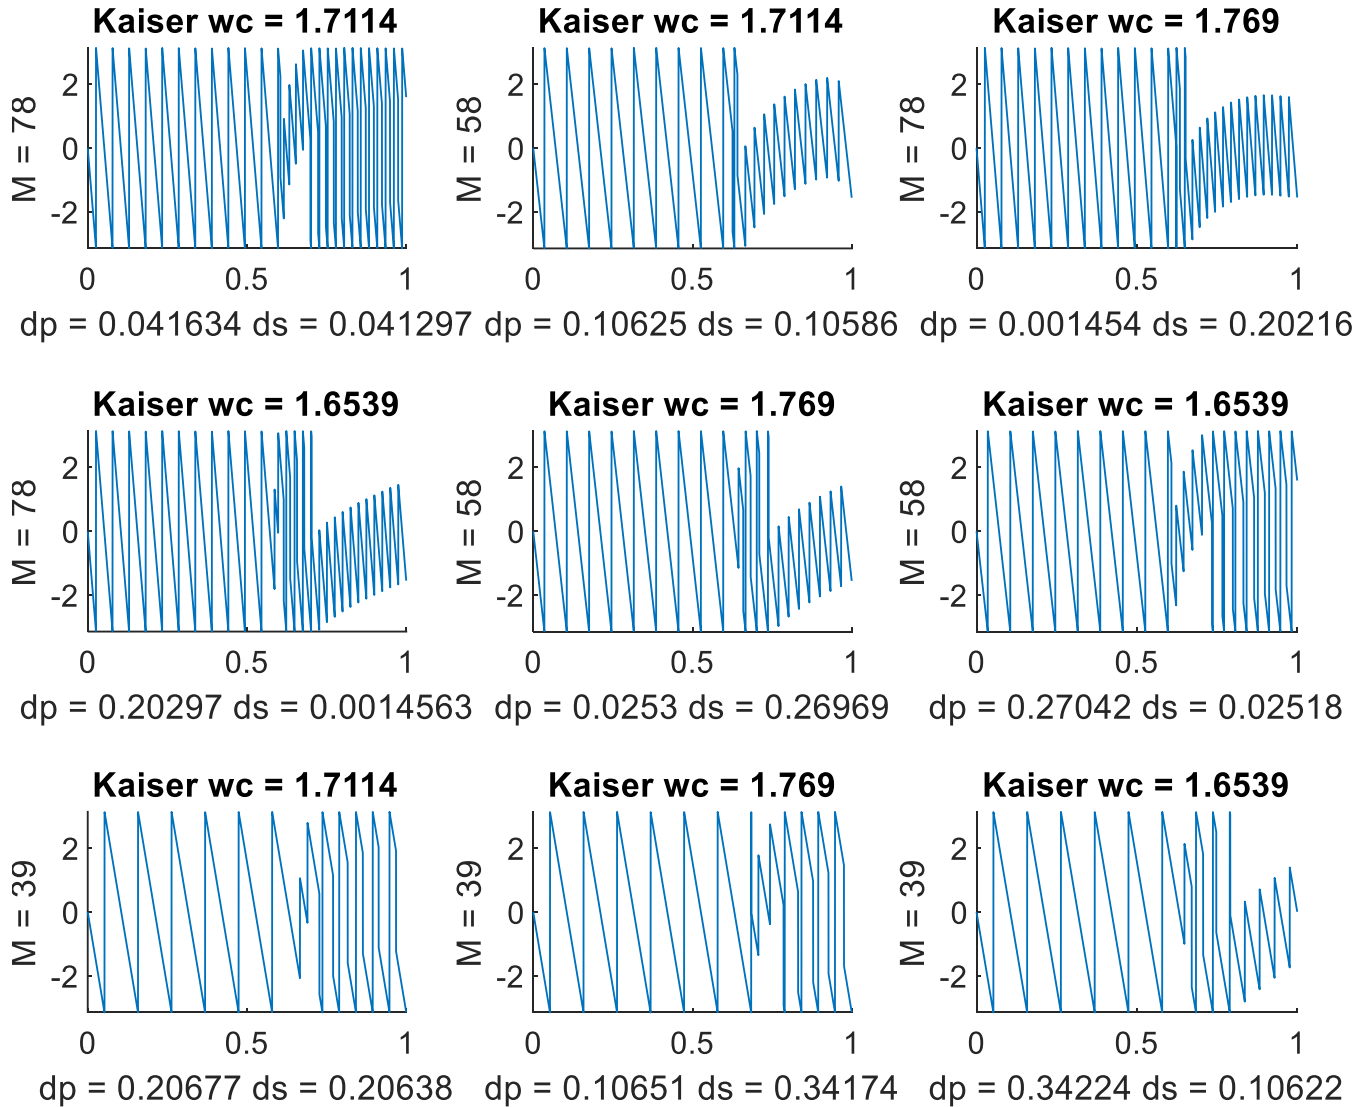 Kaiser wc = 1.7114
M = 78
2
0
-2
0 0.5 1
dp = 0.041634 ds = 0.041297
Kaiser wc = 1.7114
M = 58
2
0
-2
0 0.5 1
dp = 0.10625 ds = 0.10586
Kaiser wc = 1.769
M = 78
2
0
-2
0 0.5 1
dp = 0.001454 ds = 0.20216
Kaiser wc = 1.6539
M = 78
2
0
-2
0 0.5 1
dp = 0.20297 ds = 0.0014563
Kaiser wc = 1.769
M = 58
2
0
-2
0 0.5 1
dp = 0.0253 ds = 0.26969
Kaiser wc = 1.6539
M = 58
2
0
-2
0 0.5 1
dp = 0.27042 ds = 0.02518
Kaiser wc = 1.7114
M = 39
2
0
-2
0 0.5 1
dp = 0.20677 ds = 0.20638
Kaiser wc = 1.769
M = 39
2
0
-2
0 0.5 1
dp = 0.10651 ds = 0.34174
Kaiser wc = 1.6539
M = 39
2
0
-2
0 0.5 1
dp = 0.34224 ds = 0.10622